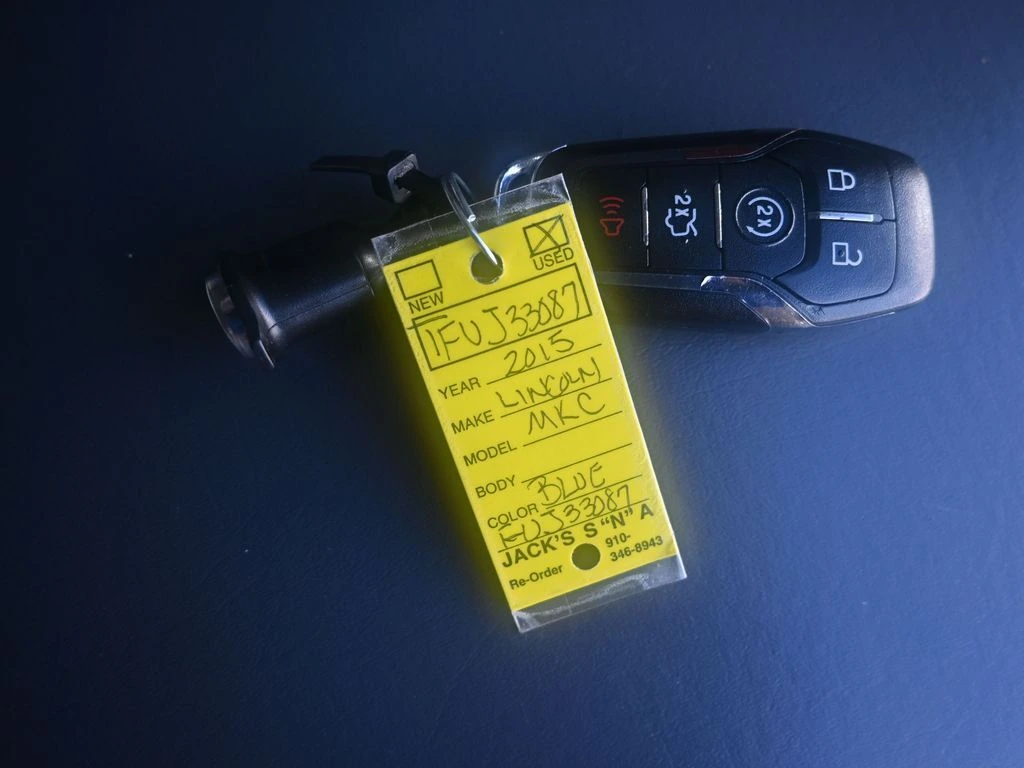 NEW USED
1FUJ33087
YEAR 2015
MAKE LINCOLN
MODEL MKC
BODY
COLOR BLUE
FUJ33087
JACK'S S "N" A
Re-Order 910-346-8943
2X
2X